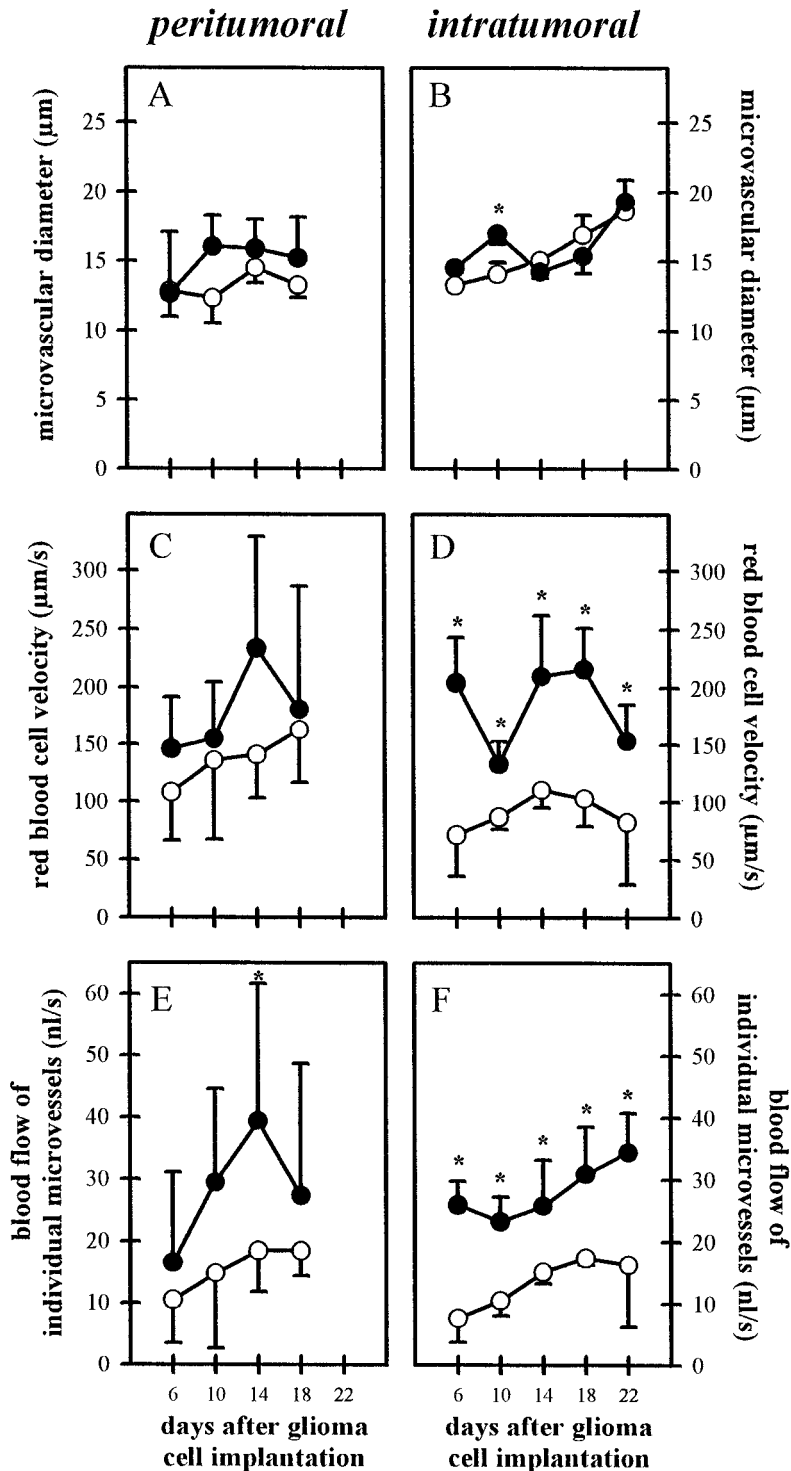 peritumoral intratumoral
A
B
microvascular diameter (µm)
25
20
15
10
5
0
*
25
20
15
10
5
0
microvascular diameter (µm)
C
D
red blood cell velocity (µm/s)
300
250
200
150
100
50
0
* * * * *
300
250
200
150
100
50
0
red blood cell velocity (µm/s)
E
F
blood flow of
individual microvessels (nl/s)
60
50
40
30
20
10
0
*
* * * * *
60
50
40
30
20
10
0
blood flow of
individual microvessels (nl/s)
6 10 14 18 22
6 10 14 18 22
days after glioma
cell implantation
days after glioma
cell implantation